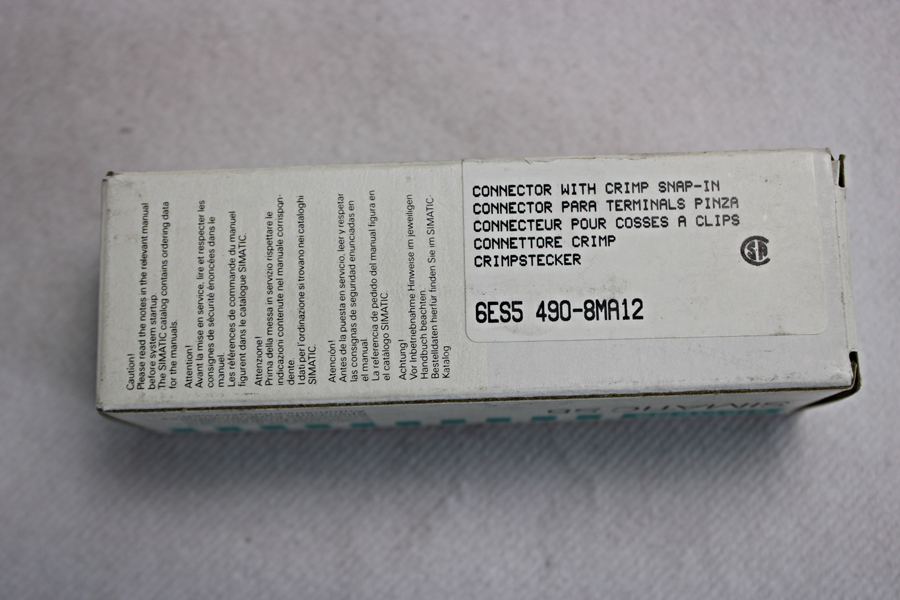 CONNECTOR WITH CRIMP SNAP-IN
CONNECTOR PARA TERMINALS PINZA
CONNECTEUR POUR COSSES A CLIPS
CONNETTORE CRIMP
CRIMPSTECKER
6ES5 490-8MA12
Caution!
Please read the notes in the relevant manual
before system startup.
The SIMATIC catalog contains ordering data
for the manuals.
Attention!
Avant la mise en service, lire et respecter les
consignes de sécurité énoncées dans le
manuel.
Les références de commande du manuel
figurent dans le catalogue SIMATIC.
Attenzione!
Prima della messa in servizio rispettare le
indicazioni contenute nel manuale corrispon-
dente.
I dati per l'ordinazione si trovano nei cataloghi
SIMATIC.
Atención!
Antes de la puesta en servicio, leer y respetar
las consignas de seguridad enunciadas en
el manual.
La referencia de pedido del manual figura en
el catálogo SIMATIC.
Achtung!
Vor Inbetriebnahme Hinweise im jeweiligen
Handbuch beachten.
Bestelldaten hierfür finden Sie im SIMATIC-
Katalog